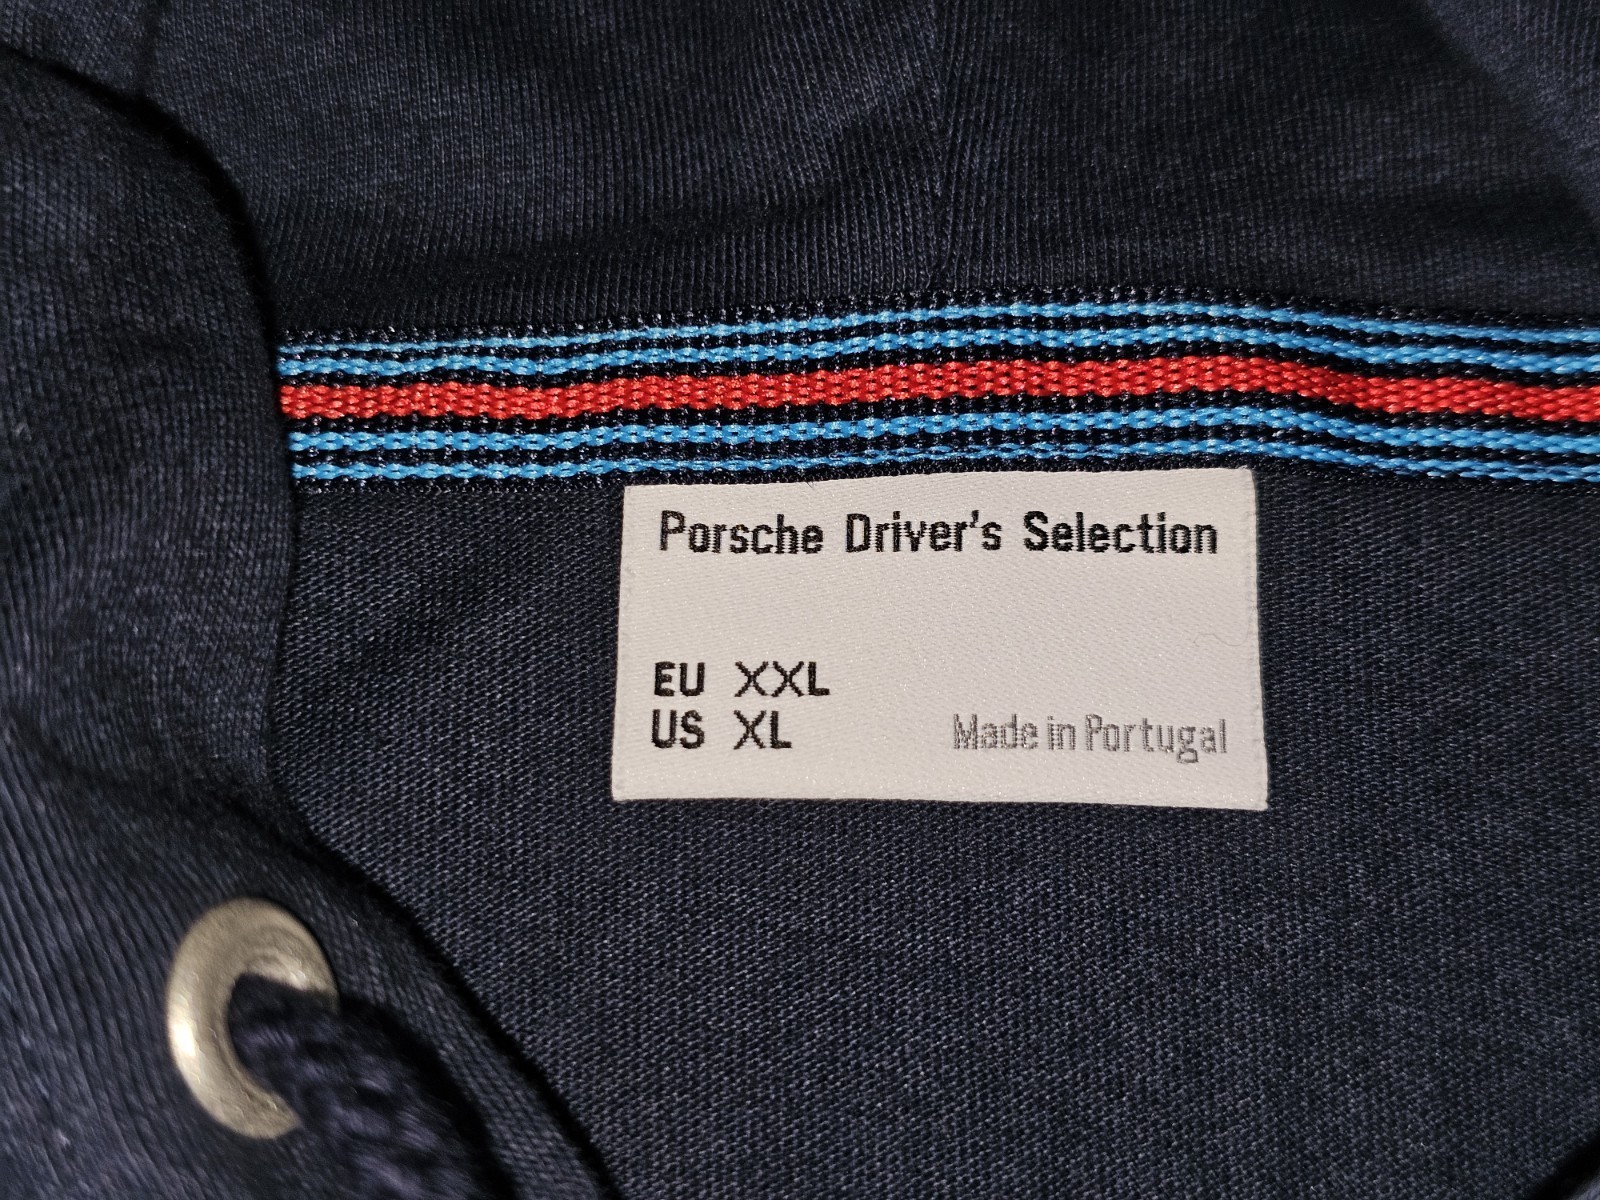 Porsche Driver's Selection
EU XXL
US XL
Made in Portugal